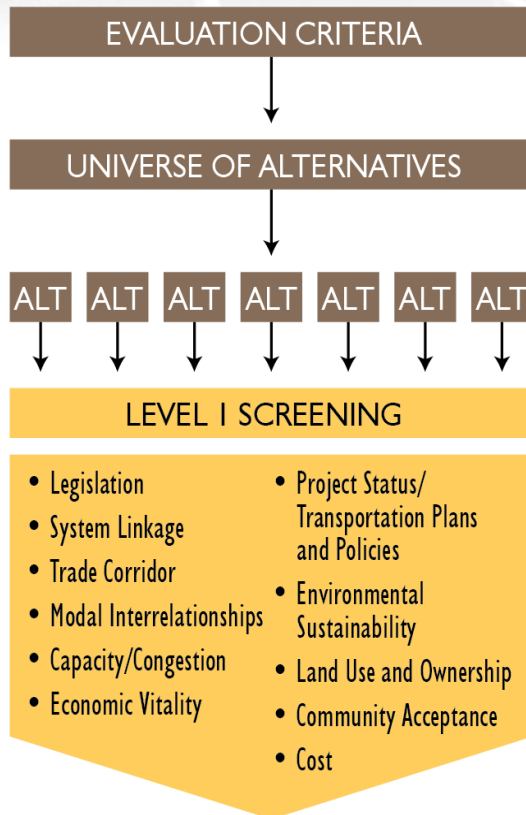 EVALUATION CRITERIA
UNIVERSE OF ALTERNATIVES
ALT ALT ALT ALT ALT ALT ALT
LEVEL I SCREENING
• Legislation
• System Linkage
• Trade Corridor
• Modal Interrelationships
• Capacity/Congestion
• Economic Vitality
• Project Status/
Transportation Plans
and Policies
• Environmental
Sustainability
• Land Use and Ownership
• Community Acceptance
• Cost